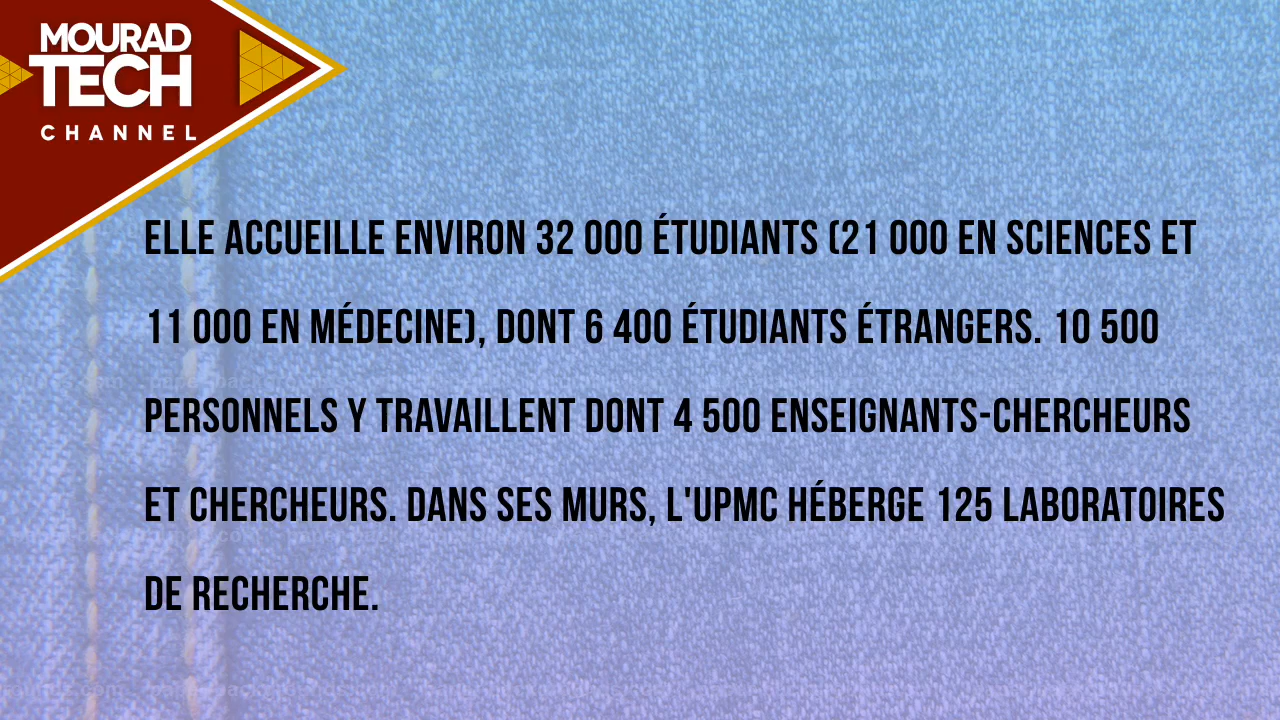 MOURAD
TECH
CHANNEL
ELLE ACCUEILLE ENVIRON 32 000 ÉTUDIANTS (21 000 EN SCIENCES ET
11 000 EN MÉDECINE), DONT 6 400 ÉTUDIANTS ÉTRANGERS. 10 500
PERSONNELS Y TRAVAILLENT DONT 4 500 ENSEIGNANTS-CHERCHEURS
ET CHERCHEURS. DANS SES MURS, L'UPMC HÉBERGE 125 LABORATOIRES
DE RECHERCHE.